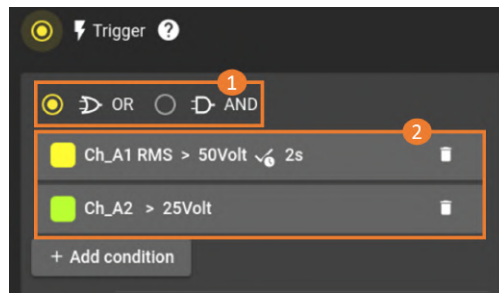 Trigger ?
1
OR AND
2
Ch_A1 RMS > 50Volt 2s
Ch_A2 > 25Volt
+ Add condition